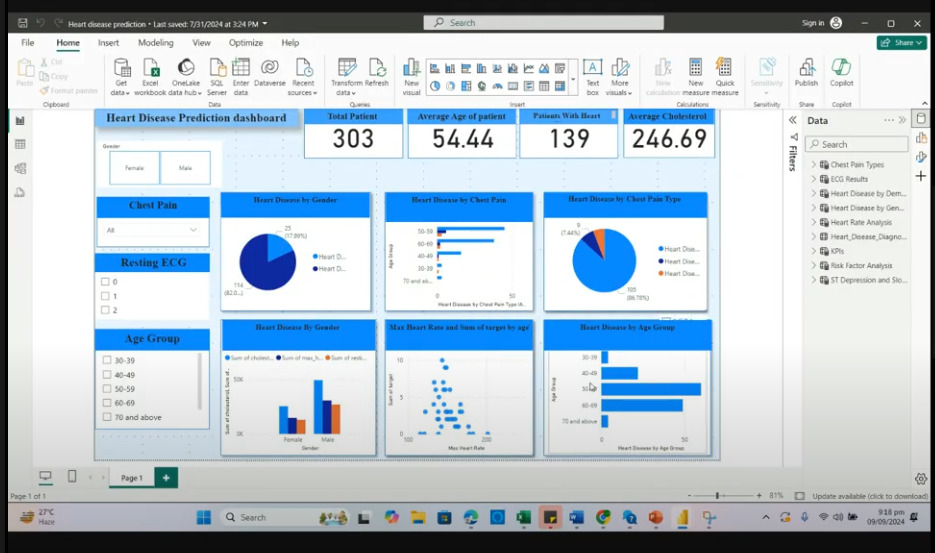 Heart disease prediction • Last saved: 7/31/2024 at 3:24 PM
Search
Sign in
File Home Insert Modeling View Optimize Help
Share
Paste
Cut
Copy
Format painter
Clipboard
Get data
Excel workbook
OneLake data hub
SQL Server
Enter data
Dataverse
Recent sources
Data
Transform data
Refresh
Queries
New visual
Text box
More visuals
Insert
New calculation
New measure
Quick measure
Calculations
Sensitivity
Sensitivity
Publish
Share
Copilot
Copilot
Heart Disease Prediction dashboard
Total Patient
303
Average Age of patient
54.44
Patients With Heart
139
Average Cholesterol
246.69
Gender
Female Male
Chest Pain
All
Resting ECG
0
1
2
Age Group
30-39
40-49
50-59
60-69
70 and above
Heart Disease by Gender
25
(17.99%)
114
(82.0...)
Heart D...
Heart D...
Heart Disease by Chest Pain
Age Group
50-59
60-69
40-49
30-39
70 and ab...
0 50
Heart Disease by Chest Pain Type (A...
Heart Disease by Chest Pain Type
9
(7.44%)
105
(86.78%)
Heart Dise...
Heart Dise...
Heart Dise...
Heart Disease By Gender
Sum of cholest... Sum of max_h... Sum of restı...
Sum of cholesterol, Sum of...
50K
0K
Female Male
Gender
Max Heart Rate and Sum of target by age
Sum of target
10
5
0
100 200
Max Heart Rate
Heart Disease by Age Group
Age Group
30-39
40-49
60-69
70 and above
0 50
Heart Disease by Age Group
Filters
Data
Search
Chest Pain Types
ECG Results
Heart Disease by Dem...
Heart Disease by Gen...
Heart Rate Analysis
Heart_Disease_Diagno...
KPIs
Risk Factor Analysis
ST Depression and Slo...
Page 1
Page 1 of 1
81%
Update available (click to download)
27°C
Haze
Search
9:18 pm
09/09/2024